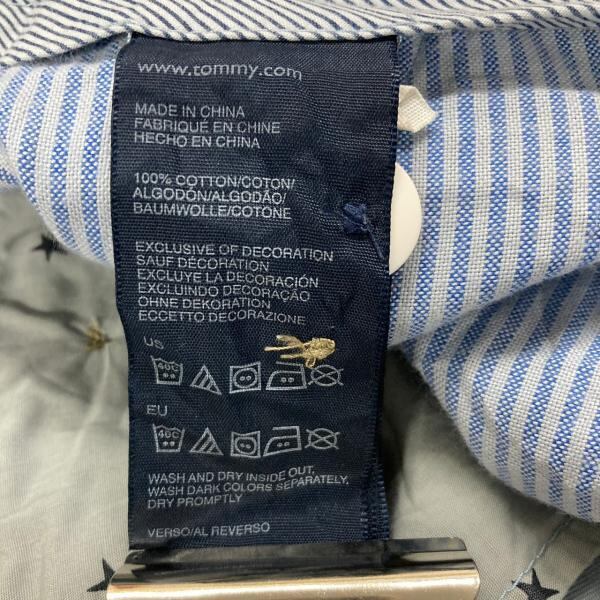 www.tommy.com
MADE IN CHINA
FABRIQUÉ EN CHINE
HECHO EN CHINA
100% COTTON/COTON/
ALGODÓN/ALGODÃO/
BAUMWOLLE/COTONE
EXCLUSIVE OF DECORATION
SAUF DÉCORATION
EXCLUYE LA DECORACIÓN
EXCLUINDO DECORAÇÃO
OHNE DEKORATION
ECCETTO DECORAZIONE
US
40C
EU
40C
WASH AND DRY INSIDE OUT,
WASH DARK COLORS SEPARATELY,
DRY PROMPTLY
VERSO/AL REVERSO